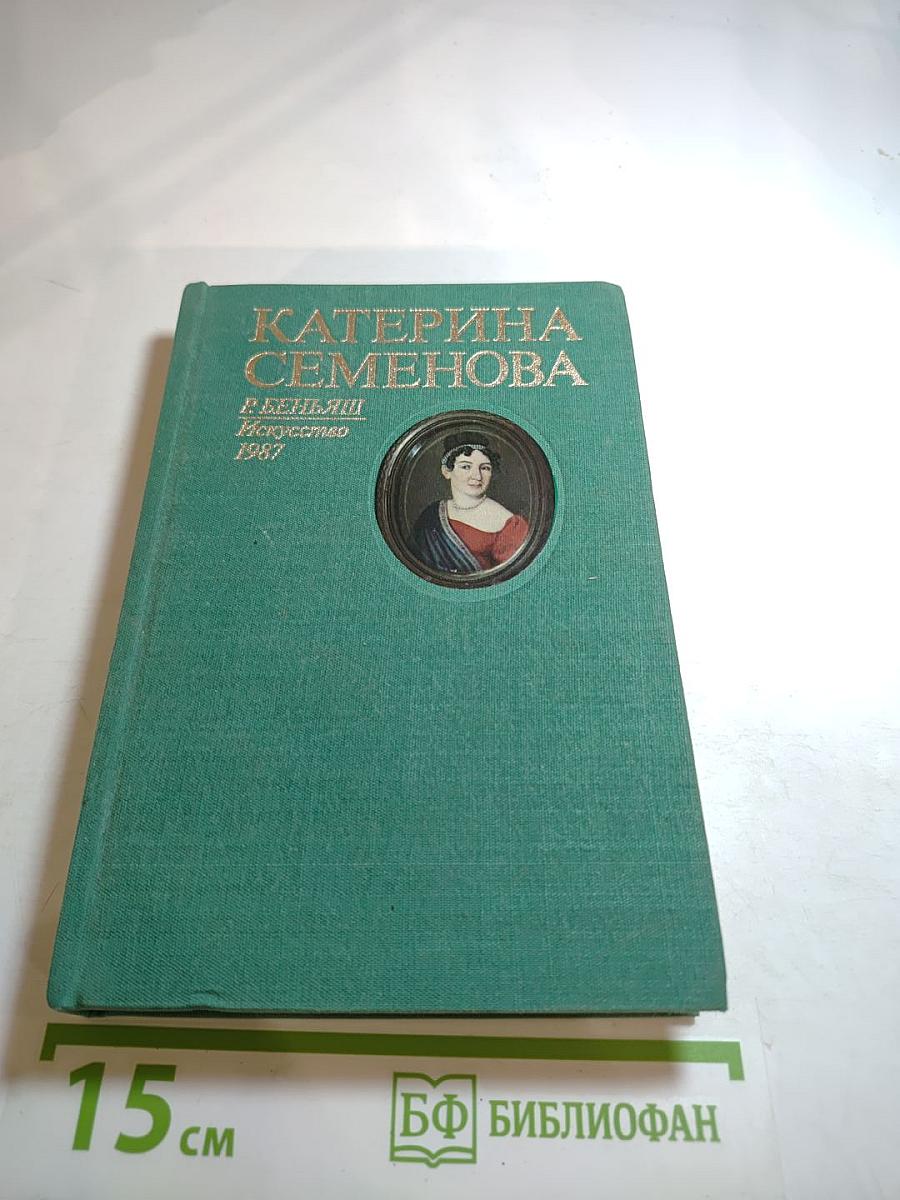 КАТЕРИНА
СЕМЕНОВА
Р. БЕНЬЯШ
Искусство
1987
15 см
БФ БИБЛИОФАН